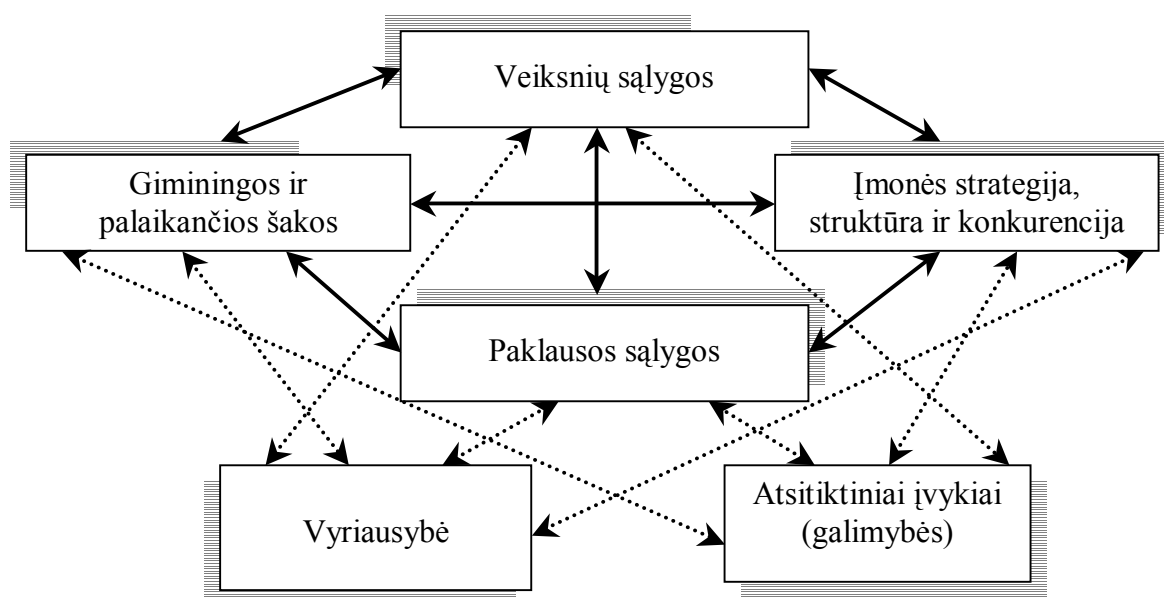 Veiksnių sąlygos
Giminingos ir
palaikančios šakos
Įmonės strategija,
struktūra ir konkurencija
Paklausos sąlygos
Vyriausybė
Atsitiktiniai įvykiai
(galimybės)